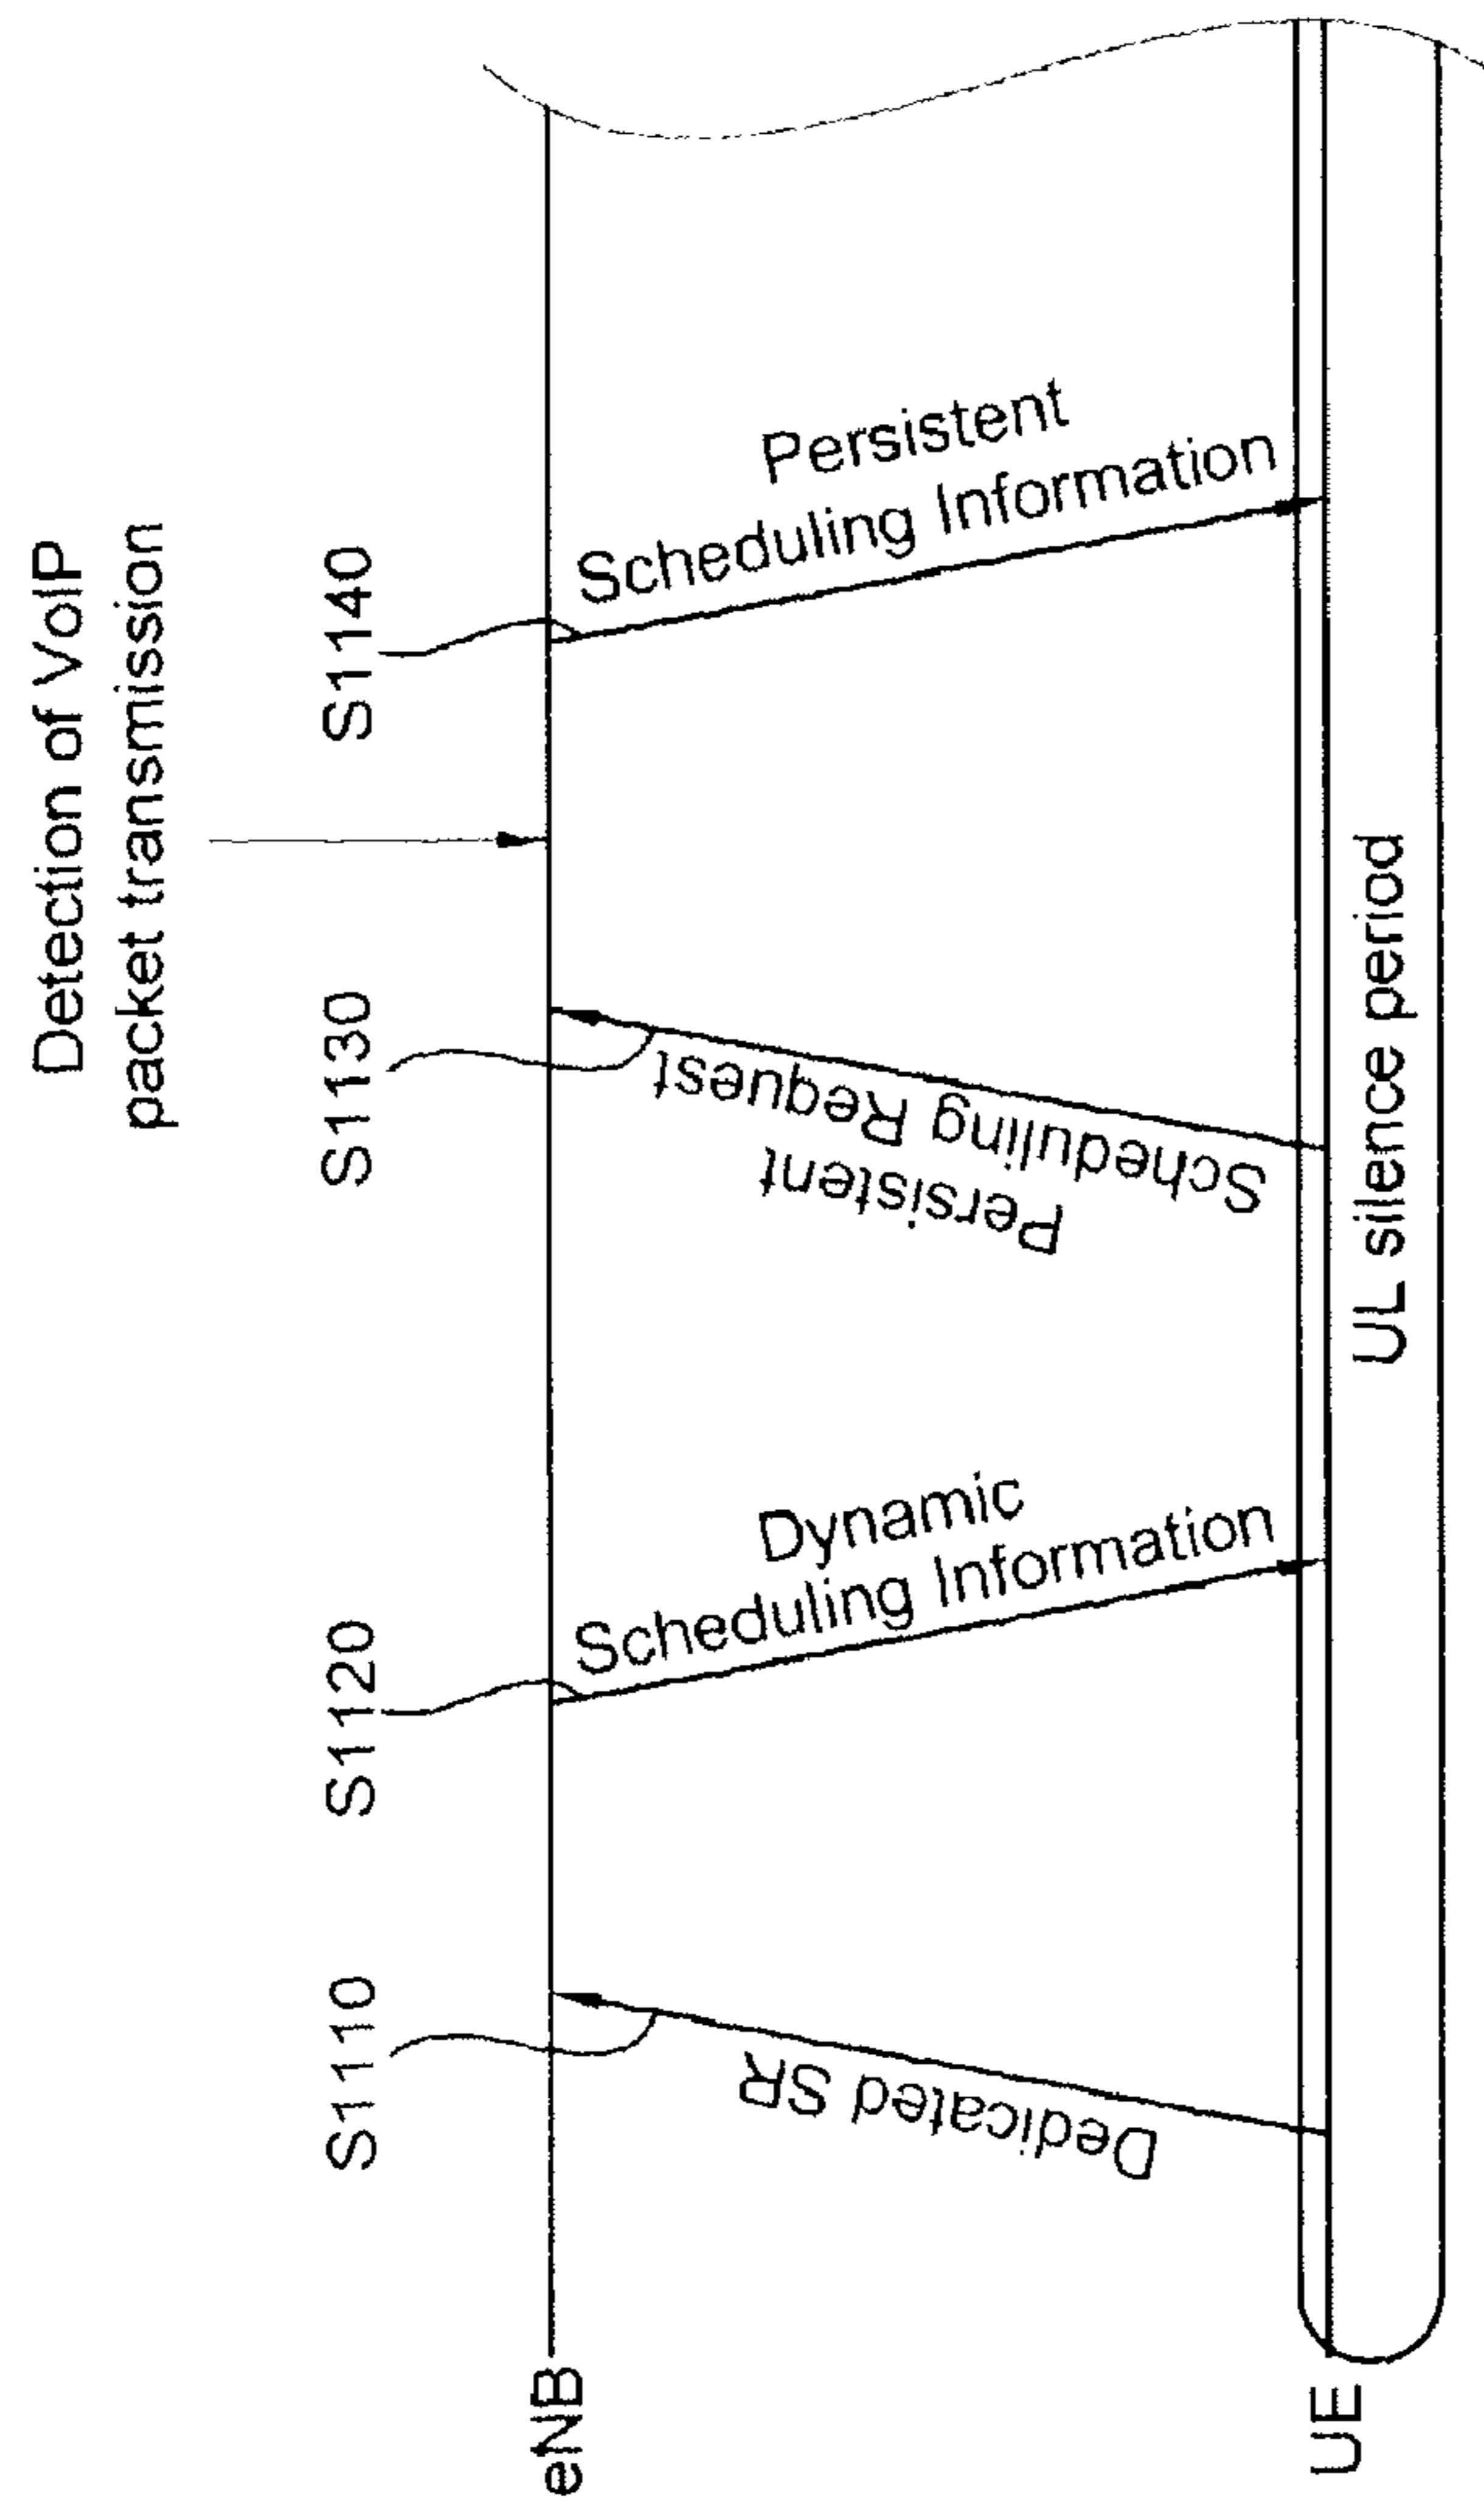 Detection of VoIP
packet transmission
S1110
S1120
S1130
S1140
eNB
Dedicated SR
Dynamic
Scheduling Information
Persistent
Scheduling Request
Persistent
Scheduling Information
UE
UL silence period